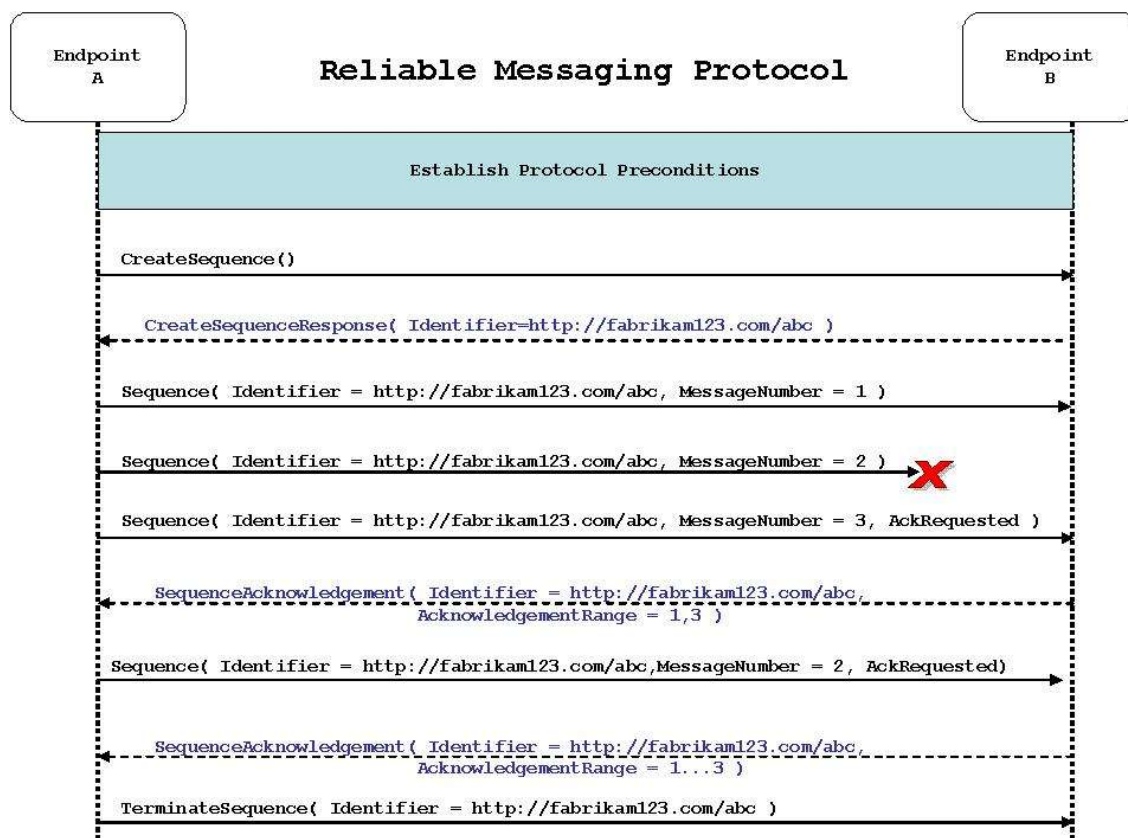 Endpoint
A
Reliable Messaging Protocol
Endpoint
B
Establish Protocol Preconditions
CreateSequence()
CreateSequenceResponse( Identifier=http://fabrikam123.com/abc )
Sequence( Identifier = http://fabrikam123.com/abc, MessageNumber = 1 )
Sequence( Identifier = http://fabrikam123.com/abc, MessageNumber = 2 )
Sequence( Identifier = http://fabrikam123.com/abc, MessageNumber = 3, AckRequested )
SequenceAcknowledgement( Identifier = http://fabrikam123.com/abc,
AcknowledgementRange = 1,3 )
Sequence( Identifier = http://fabrikam123.com/abc,MessageNumber = 2, AckRequested)
SequenceAcknowledgement( Identifier = http://fabrikam123.com/abc,
AcknowledgementRange = 1...3 )
TerminateSequence( Identifier = http://fabrikam123.com/abc )